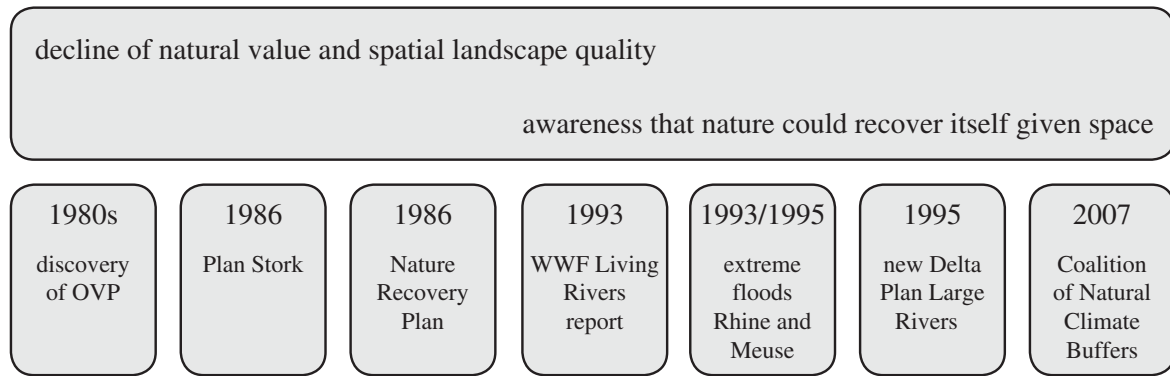 decline of natural value and spatial landscape quality
awareness that nature could recover itself given space
1980s
discovery
of OVP
1986
Plan Stork
1986
Nature
Recovery
Plan
1993
WWF Living
Rivers
report
1993/1995
extreme
floods
Rhine and
Meuse
1995
new Delta
Plan Large
Rivers
2007
Coalition
of Natural
Climate
Buffers